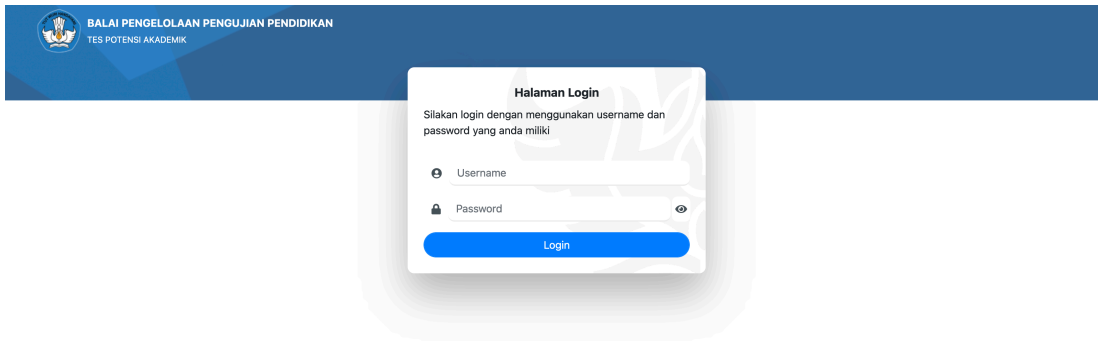 BALAI PENGELOLAAN PENGUJIAN PENDIDIKAN
TES POTENSI AKADEMIK
Halaman Login
Silakan login dengan menggunakan username dan
password yang anda miliki
Username
Password
Login